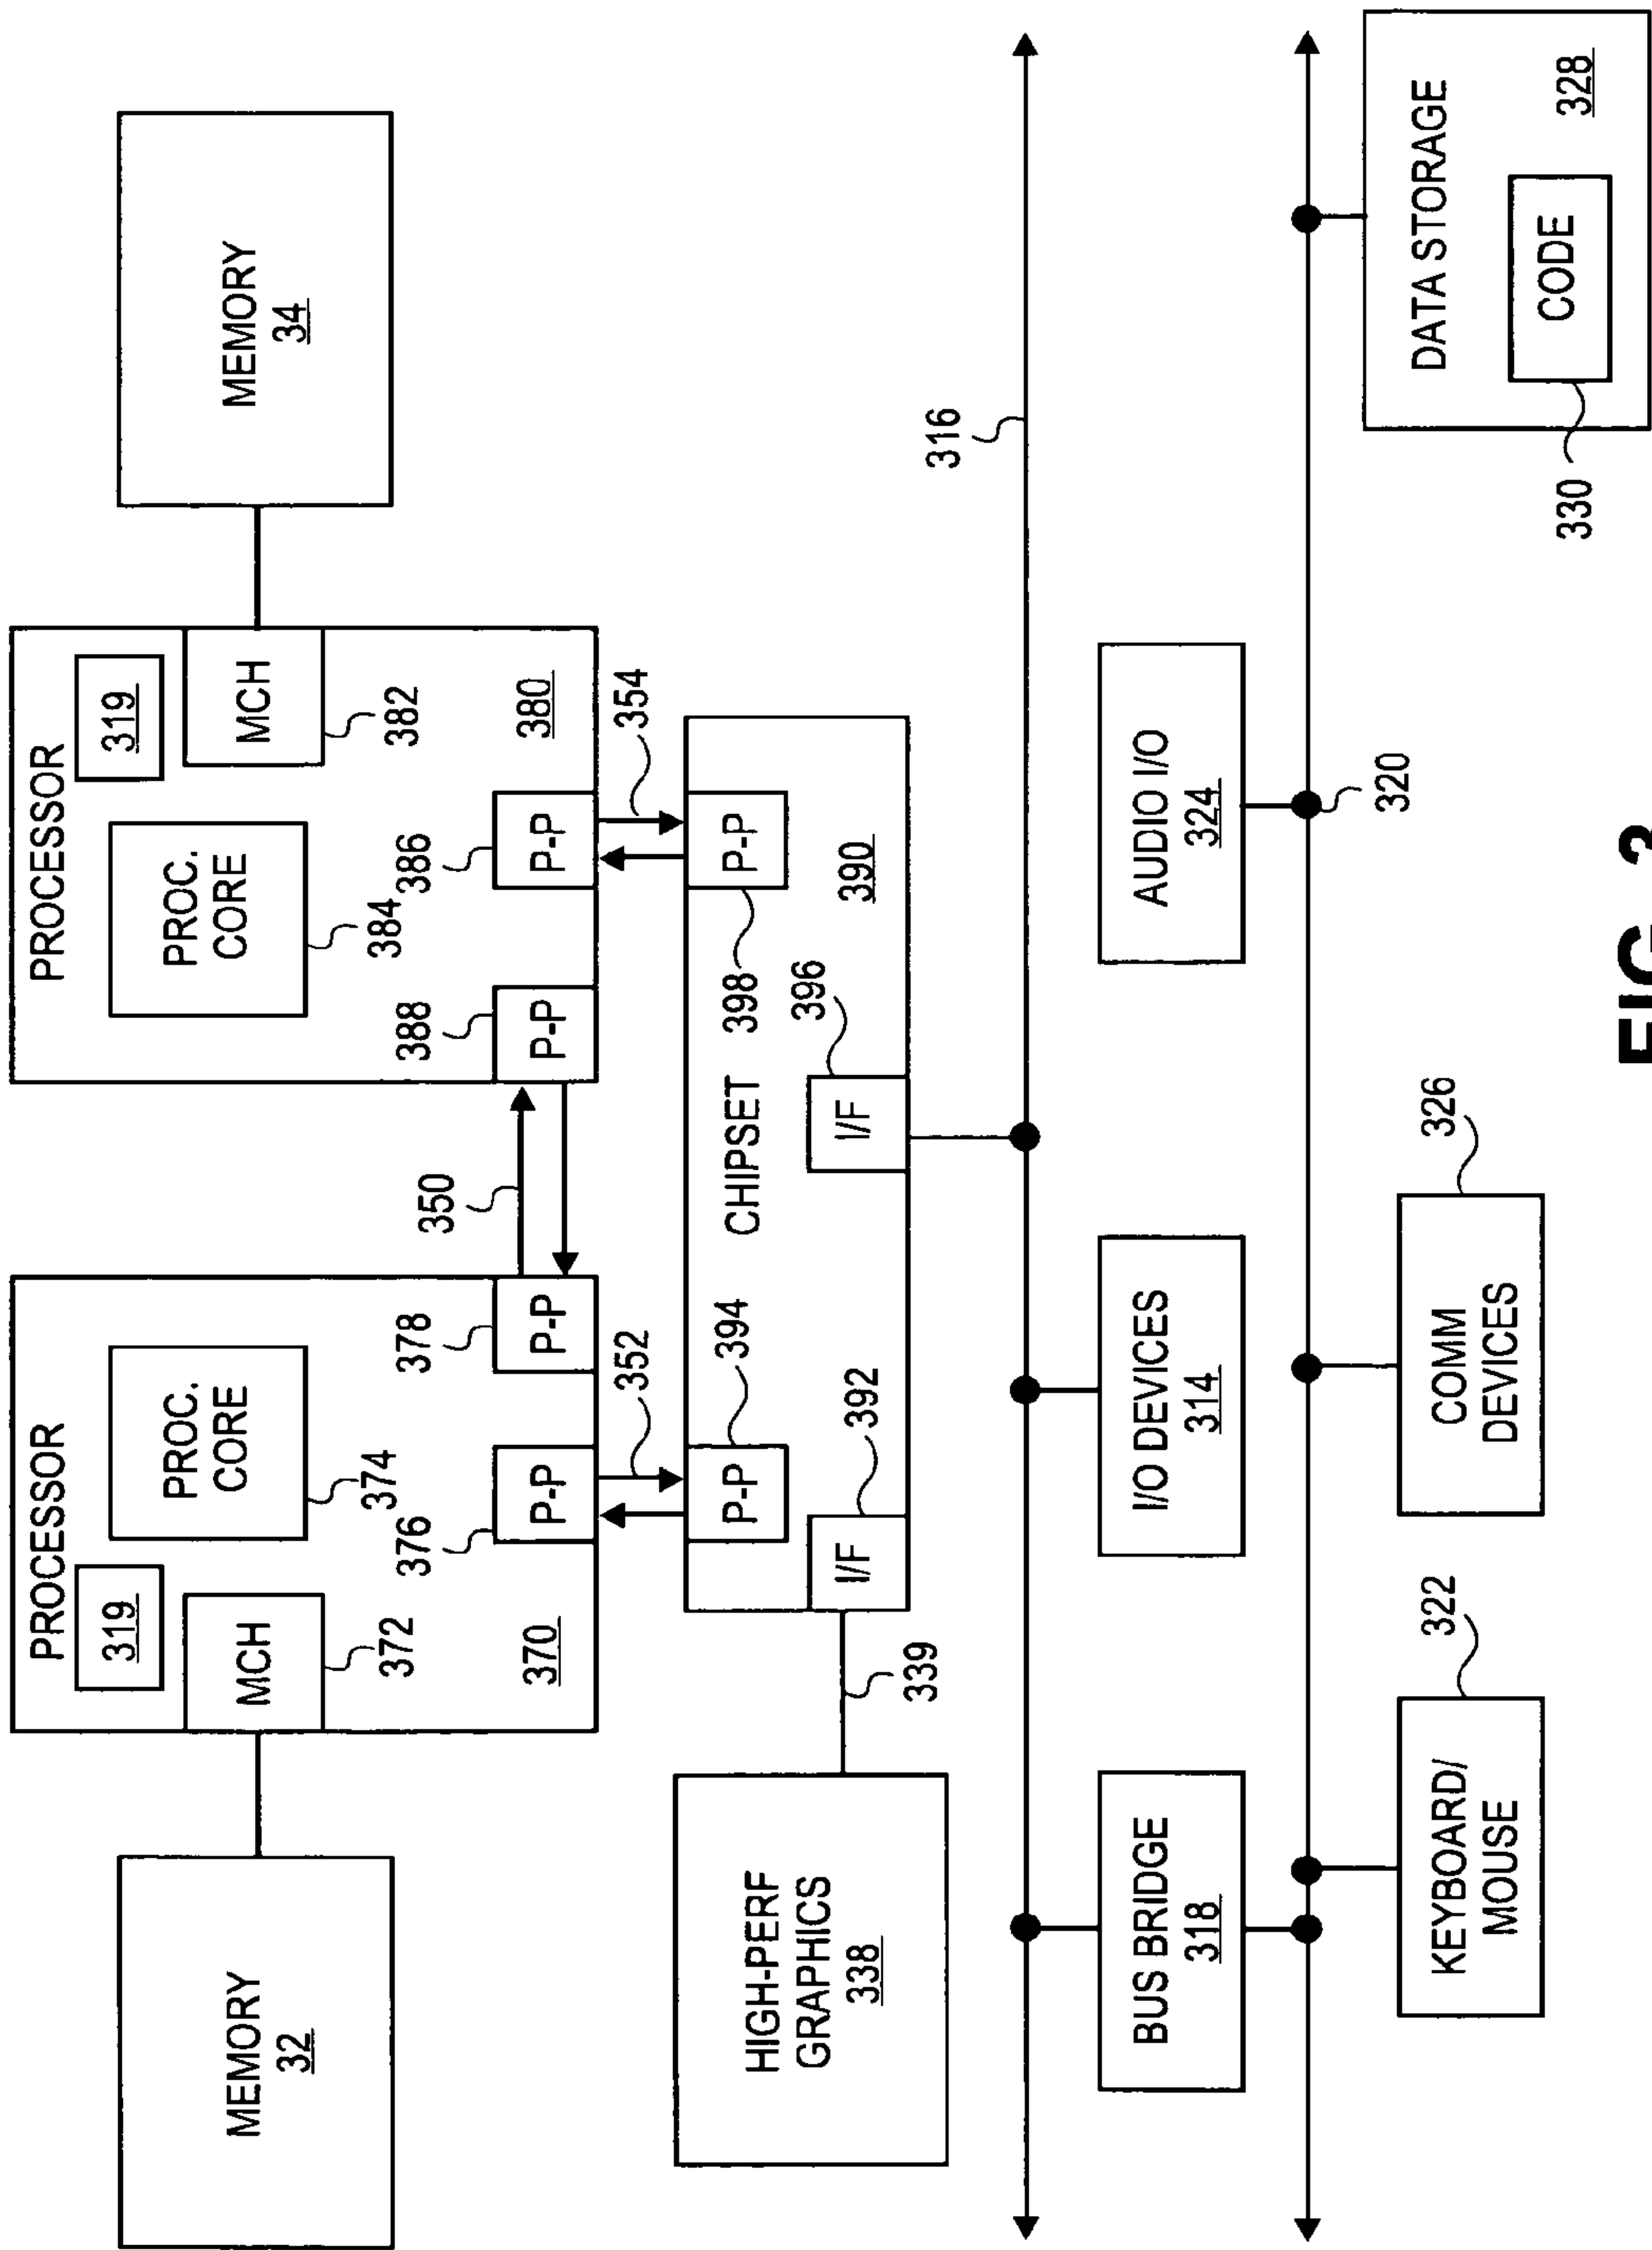 PROCESSOR
319
PROC.
CORE
374
MCH
372
370
376
P-P
378
P-P
MEMORY
32
350
PROCESSOR
PROC.
CORE
384
319
MCH
382
380
388
P-P
386
P-P
MEMORY
34
352
354
P-P
394
CHIPSET
398
P-P
390
I/F
392
I/F
396
339
HIGH-PERF
GRAPHICS
338
316
BUS BRIDGE
318
I/O DEVICES
314
AUDIO I/O
324
320
KEYBOARD/
MOUSE
322
COMM
DEVICES
326
DATA STORAGE
CODE
328
330
FIG. 3